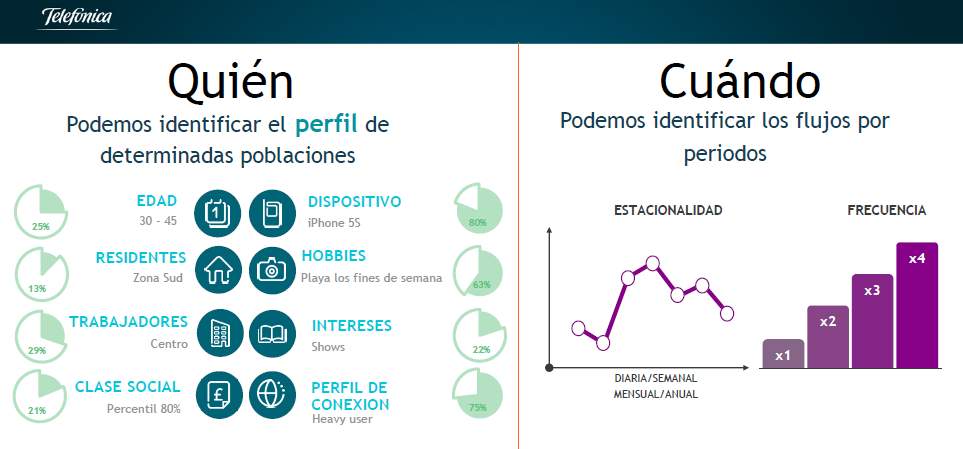 Telefónica
Quién
Podemos identificar el perfil de
determinadas poblaciones
25%
EDAD
30 - 45
1
DISPOSITIVO
iPhone 5S
80%
13%
RESIDENTES
Zona Sud
HOBBIES
Playa los fines de semana
63%
29%
TRABAJADORES
Centro
INTERESES
Shows
22%
21%
CLASE SOCIAL
Percentil 80%
£
PERFIL DE
CONEXION
Heavy user
75%
Cuándo
Podemos identificar los flujos por
periodos
ESTACIONALIDAD
DIARIA/SEMANAL
MENSUAL/ANUAL
FRECUENCIA
x1
x2
x3
x4